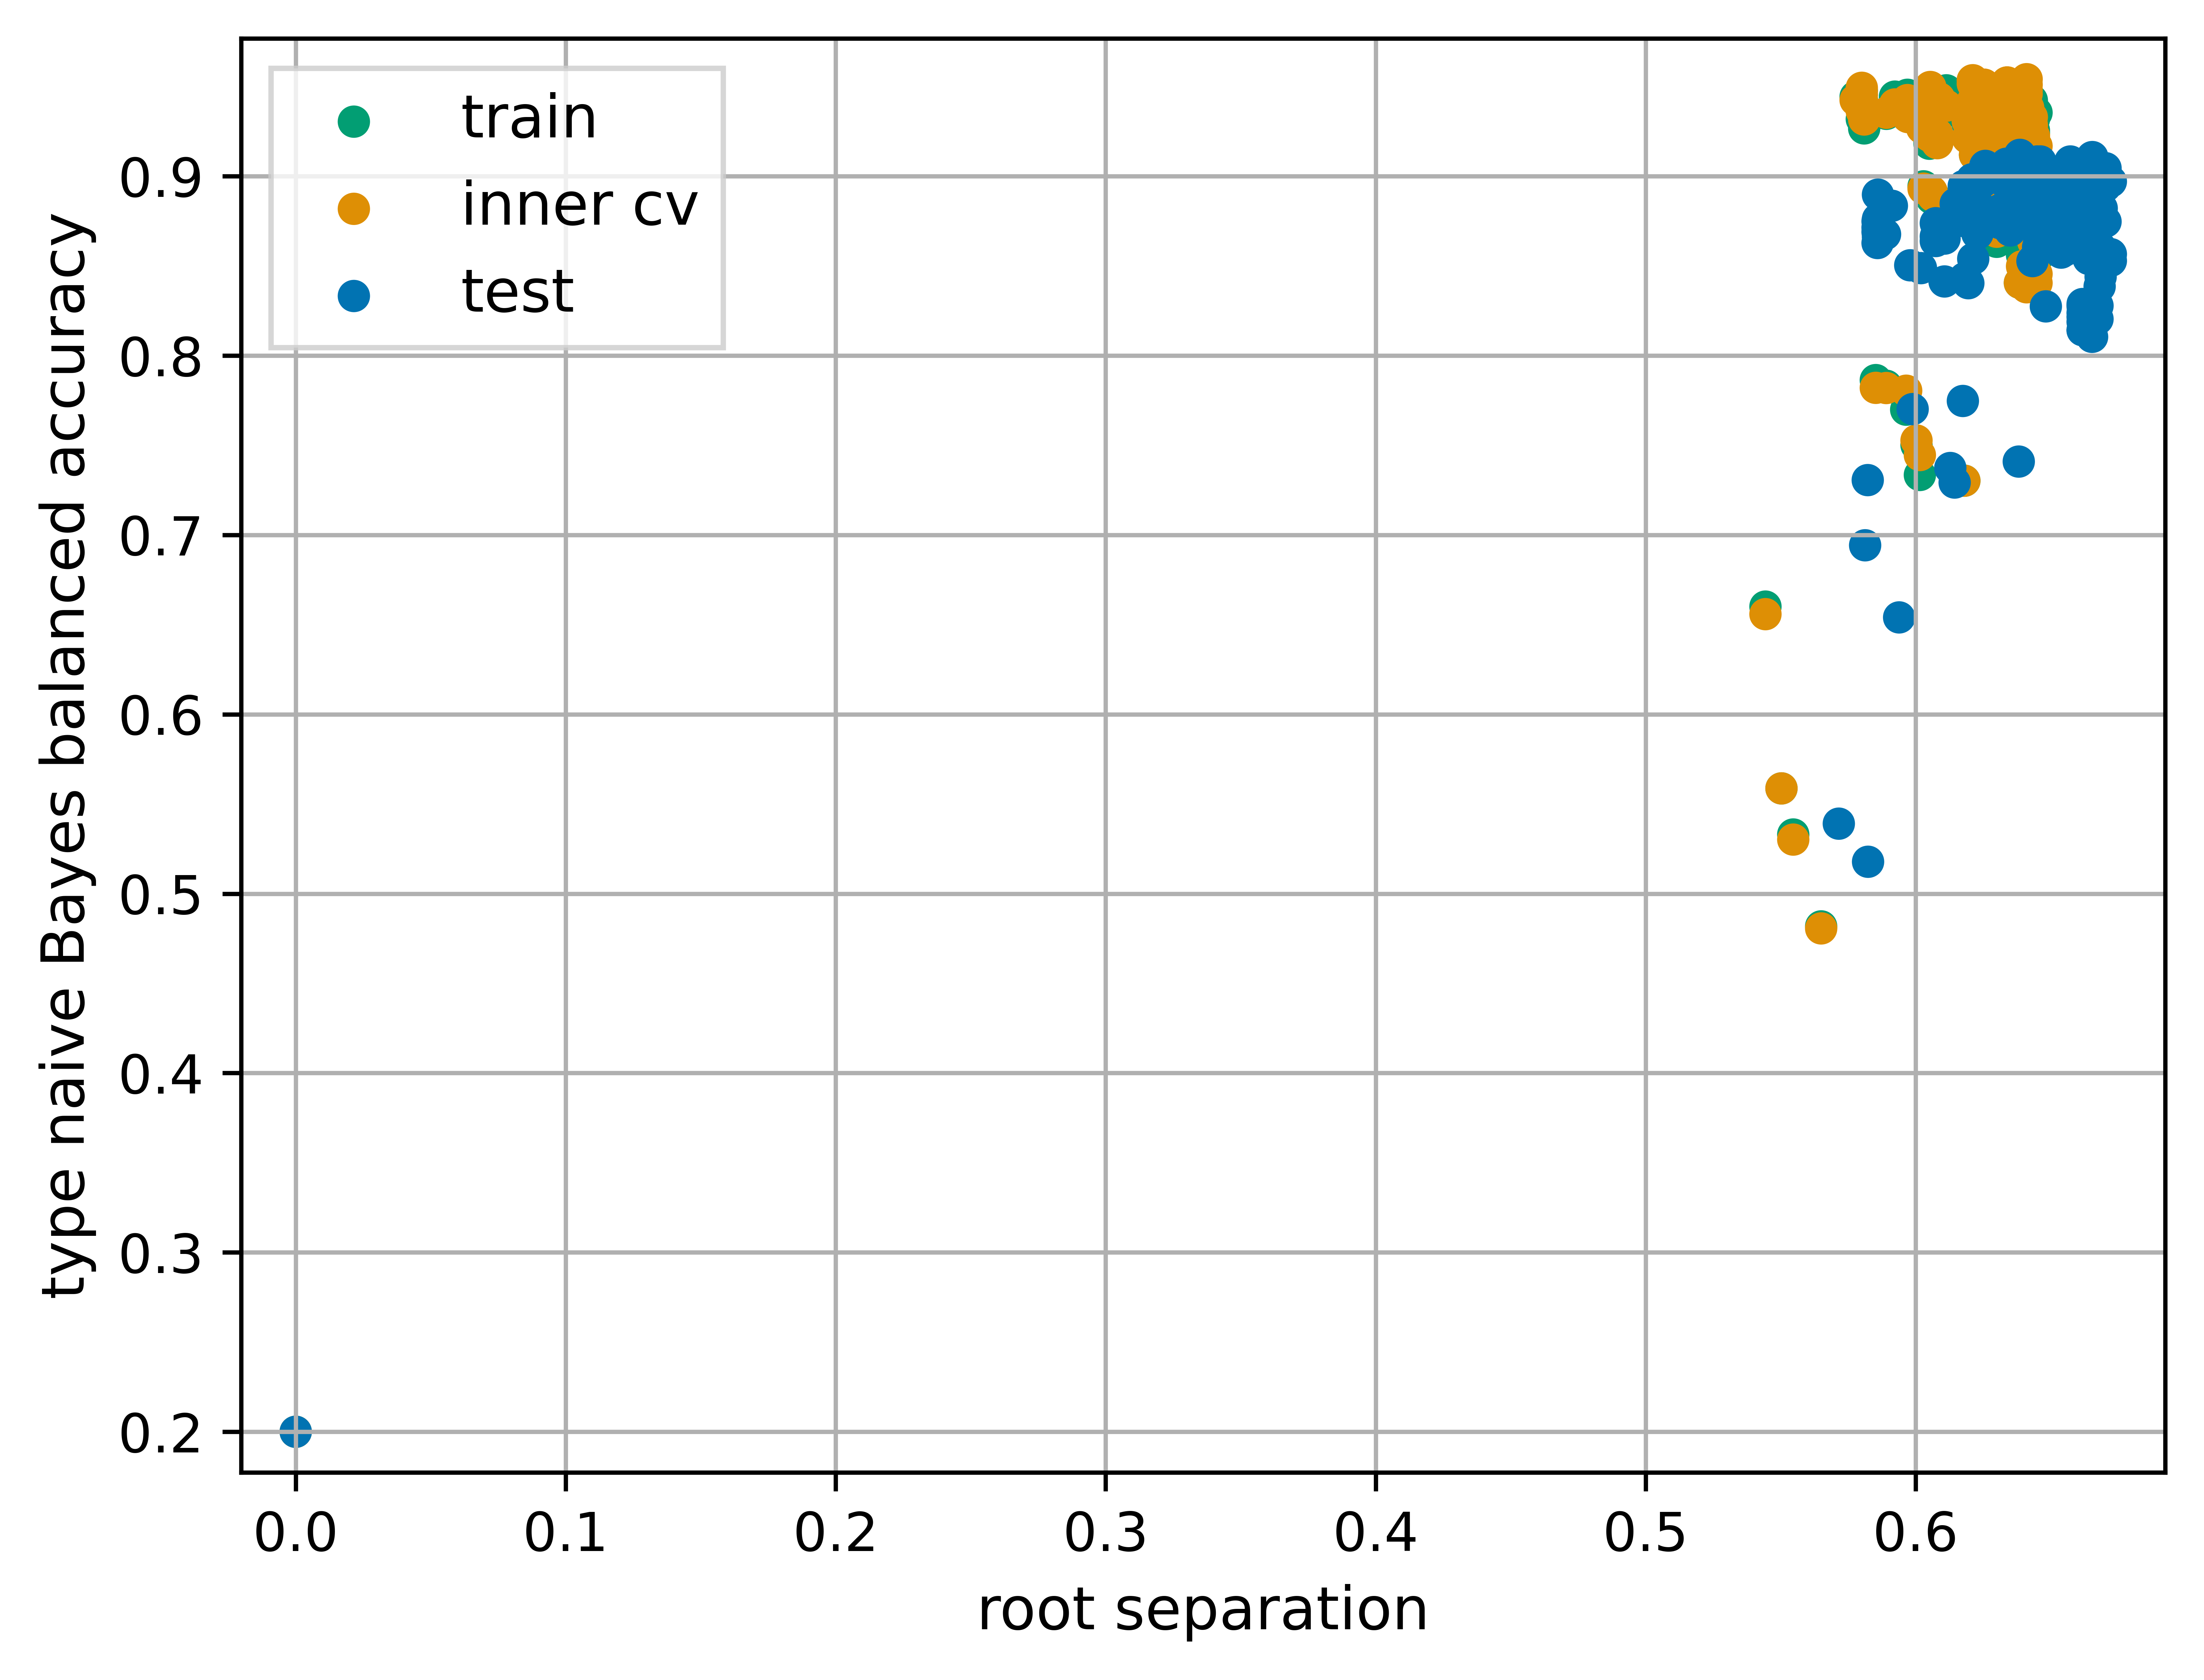 train
inner cv
test
0.9
0.8
0.7
0.6
0.5
0.4
0.3
0.2
type naive Bayes balanced accuracy
0.0 0.1 0.2 0.3 0.4 0.5 0.6
root separation